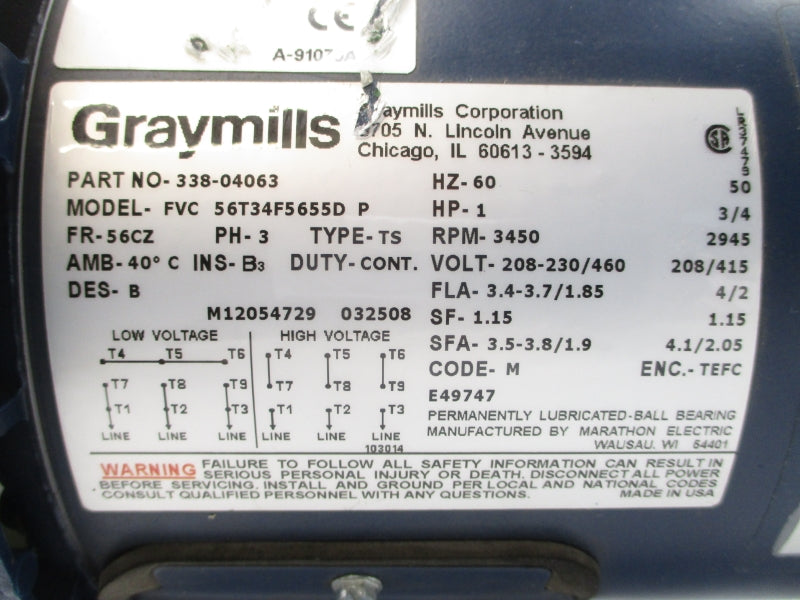 CE
Graymills
Graymills Corporation
3705 N. Lincoln Avenue
Chicago, IL 60613 - 3594
LR37479
PART NO- 338-04063 HZ- 60 50
MODEL- FVC 56T34F5655D P HP- 1 3/4
FR- 56CZ PH- 3 TYPE- TS RPM- 3450 2945
AMB- 40° C INS- B3 DUTY- CONT. VOLT- 208-230/460 208/415
DES- B FLA- 3.4-3.7/1.85 4/2
M12054729 032508 SF- 1.15 1.15
SFA- 3.5-3.8/1.9 4.1/2.05
CODE- M ENC.- TEFC
E49747
LOW VOLTAGE HIGH VOLTAGE
T4 T5 T6 T4 T5 T6
T7 T8 T9 T7 T8 T9
T1 T2 T3 T1 T2 T3
LINE LINE LINE LINE LINE LINE
103014
PERMANENTLY LUBRICATED-BALL BEARING
MANUFACTURED BY MARATHON ELECTRIC
WAUSAU. WI 54401
WARNING FAILURE TO FOLLOW ALL SAFETY INFORMATION CAN RESULT IN
SERIOUS PERSONAL INJURY OR DEATH. DISCONNECT ALL POWER
BEFORE SERVICING. INSTALL AND GROUND PER LOCAL AND NATIONAL CODES
CONSULT QUALIFIED PERSONNEL WITH ANY QUESTIONS. MADE IN USA